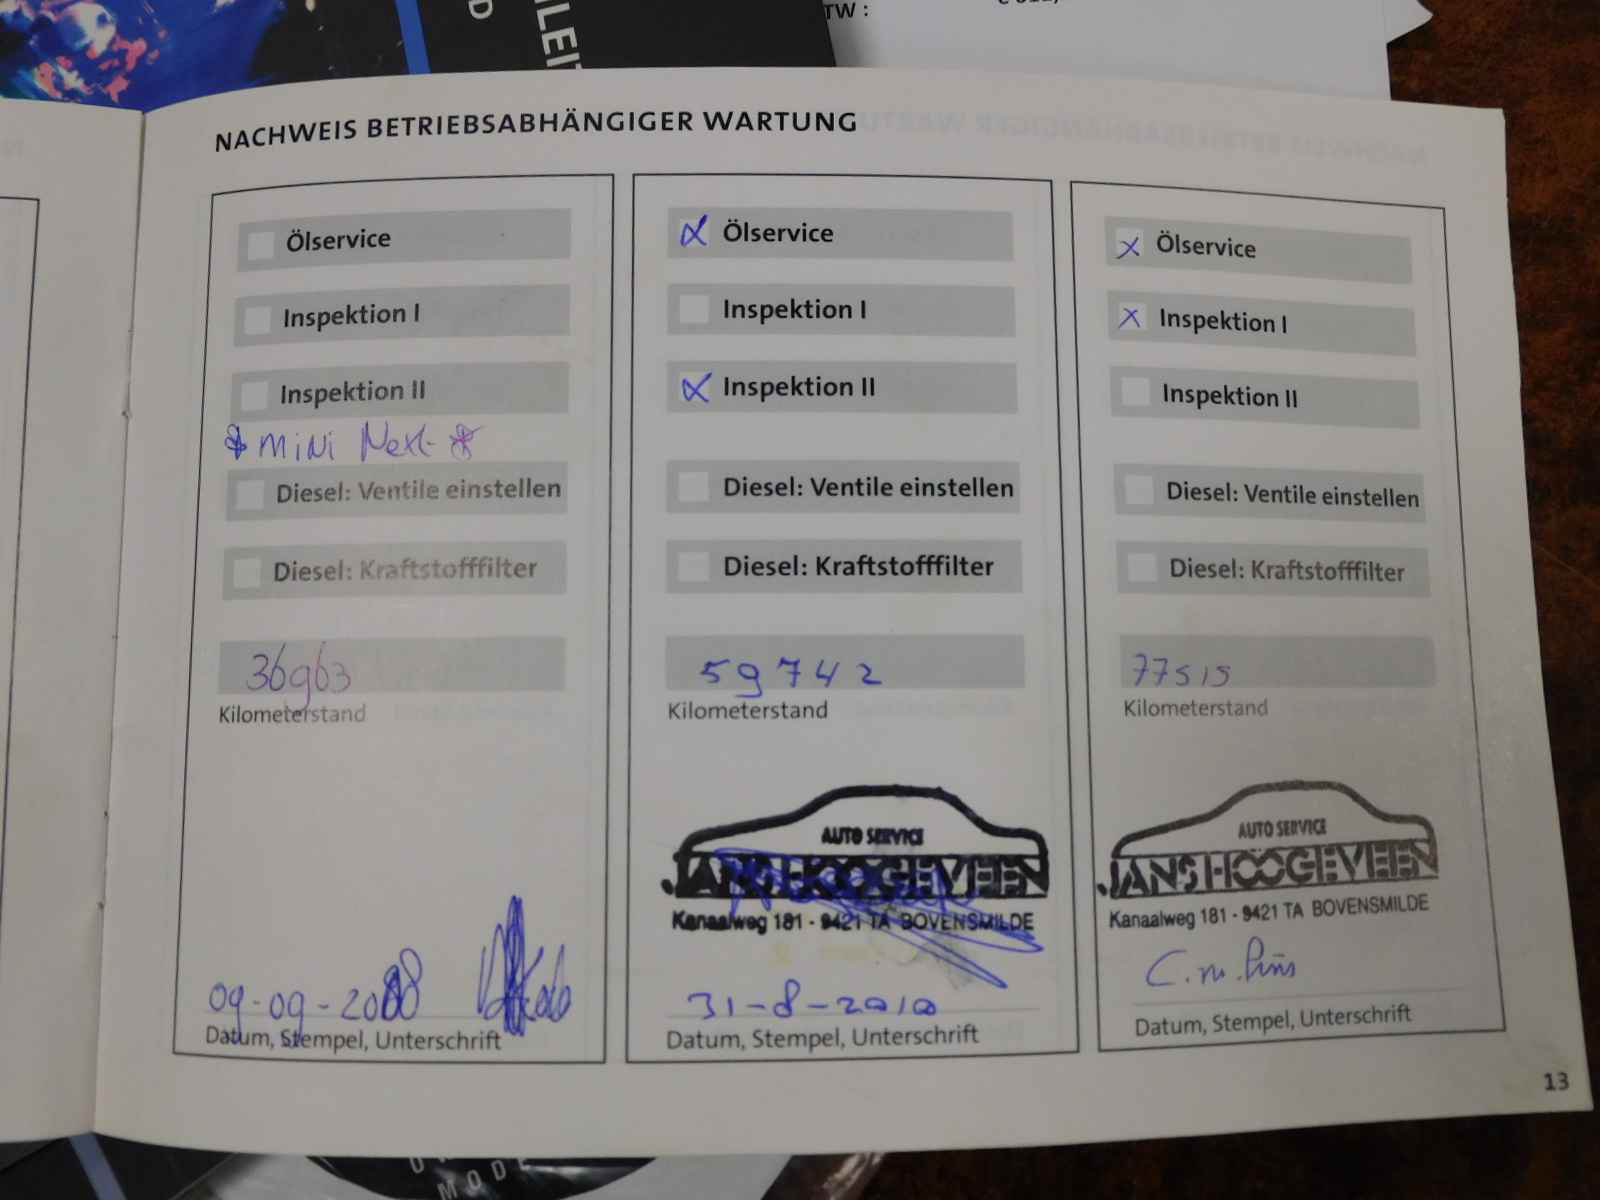 TW :
NACHWEIS BETRIEBSABHÄNGIGER WARTUNG
Ölservice
Inspektion I
Inspektion II
* MINI Next *
Diesel: Ventile einstellen
Diesel: Kraftstofffilter
36963
Kilometerstand
09-09-2008
Datum, Stempel, Unterschrift
Ölservice
Inspektion I
Inspektion II
Diesel: Ventile einstellen
Diesel: Kraftstofffilter
59742
Kilometerstand
AUTO SERVICE
JANS HOOGEVEEN
Kanaalweg 181 - 9421 TA BOVENSMILDE
31-8-2010
Datum, Stempel, Unterschrift
Ölservice
Inspektion I
Inspektion II
Diesel: Ventile einstellen
Diesel: Kraftstofffilter
77515
Kilometerstand
AUTO SERVICE
JANS HOOGEVEEN
Kanaalweg 181 - 9421 TA BOVENSMILDE
Datum, Stempel, Unterschrift
13